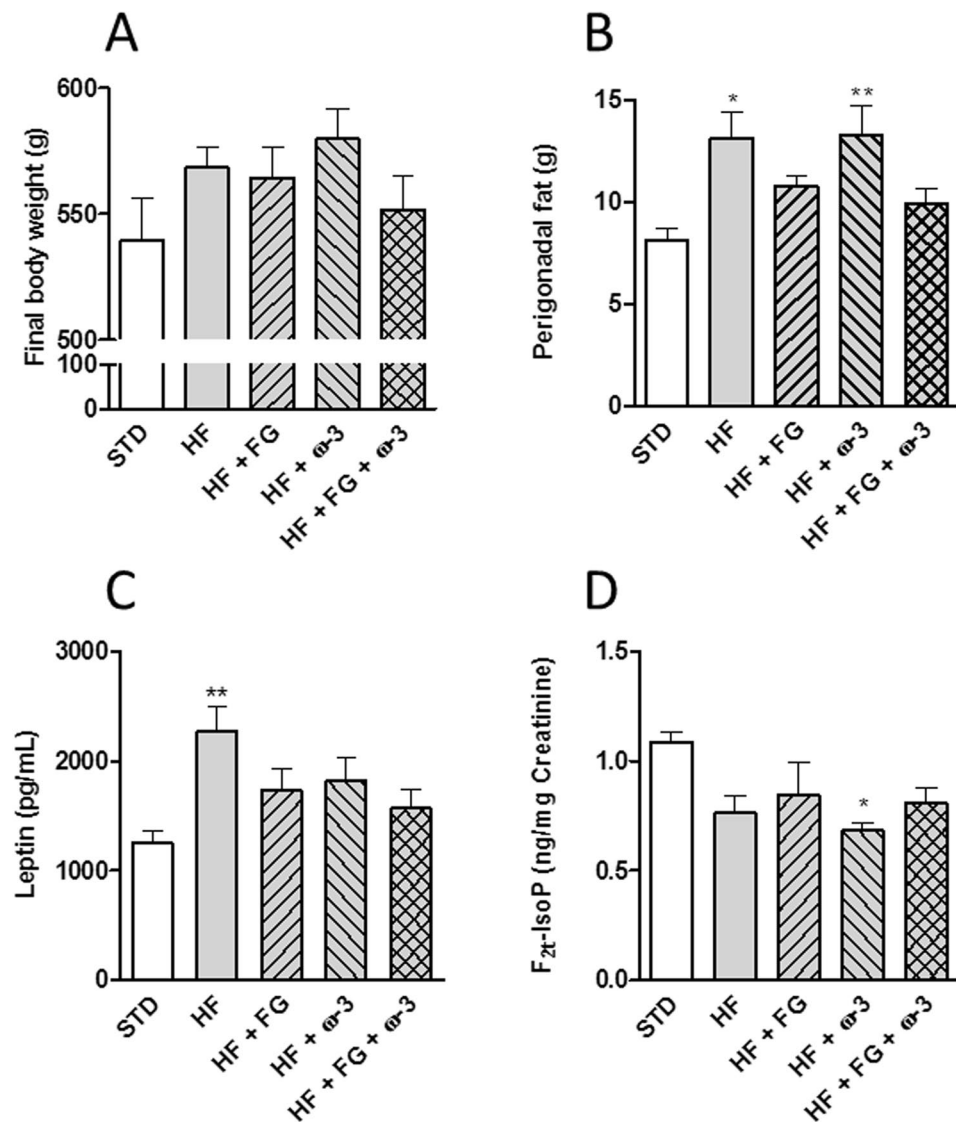 A
Final body weight (g)
600
550
500
100
0
STD
HF
HF + FG
HF + ω-3
HF + FG + ω-3
B
Perigonadal fat (g)
15
10
5
0
*
**
STD
HF
HF + FG
HF + ω-3
HF + FG + ω-3
C
Leptin (pg/mL)
3000
2000
1000
0
**
STD
HF
HF + FG
HF + ω-3
HF + FG + ω-3
D
F2t-IsoP (ng/mg Creatinine)
1.5
1.0
0.5
0.0
*
STD
HF
HF + FG
HF + ω-3
HF + FG + ω-3